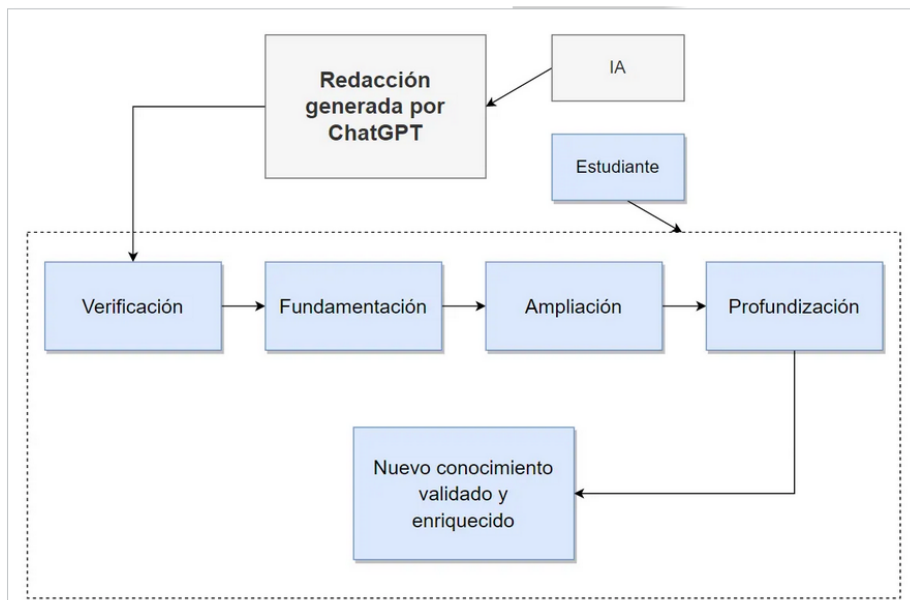 Redacción
generada por
ChatGPT
IA
Estudiante
Verificación
Fundamentación
Ampliación
Profundización
Nuevo conocimiento
validado y
enriquecido